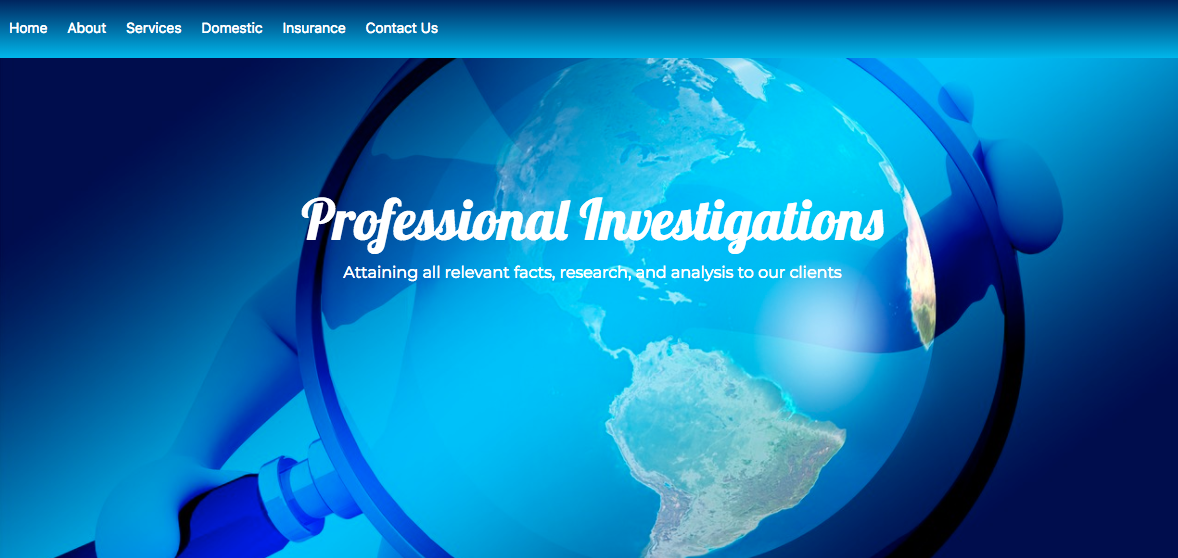 Home About Services Domestic Insurance Contact Us
Professional Investigations
Attaining all relevant facts, research, and analysis to our clients